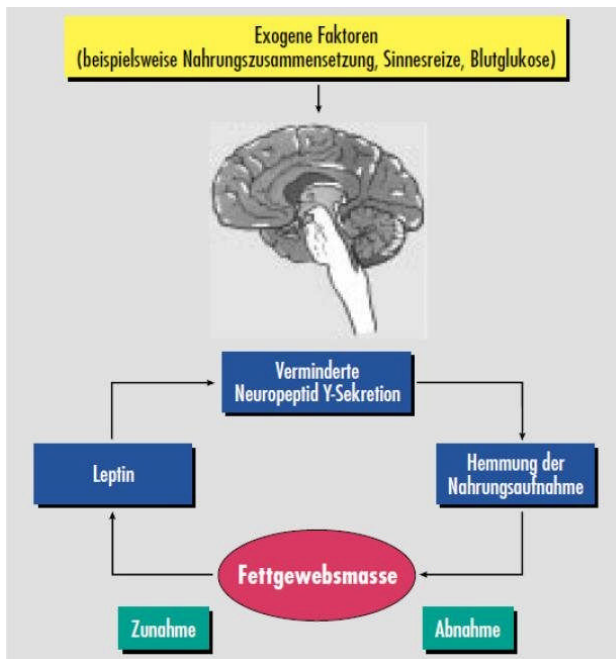 Exogene Faktoren
(beispielsweise Nahrungszusammensetzung, Sinnesreize, Blutglukose)
Verminderte
Neuropeptid Y-Sekretion
Leptin
Hemmung der
Nahrungsaufnahme
Fettgewebsmasse
Zunahme
Abnahme